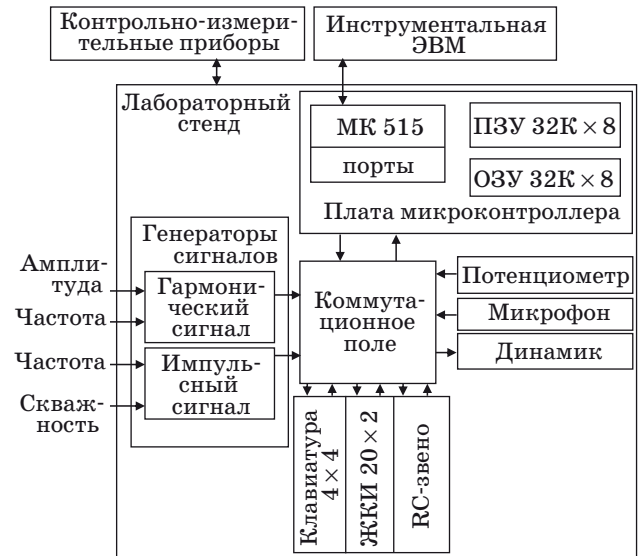 Контрольно-измери-
тельные приборы
Инструментальная
ЭВМ
Лабораторный
стенд
МК 515
порты
ПЗУ 32К × 8
ОЗУ 32К × 8
Плата микроконтроллера
Генераторы
сигналов
Ампли-
туда
Частота
Гармони-
ческий
сигнал
Частота
Скваж-
ность
Импуль-
сный
сигнал
Коммута-
ционное
поле
Потенциометр
Микрофон
Динамик
Клавиатура
4 × 4
ЖКИ 20 × 2
RC-звено